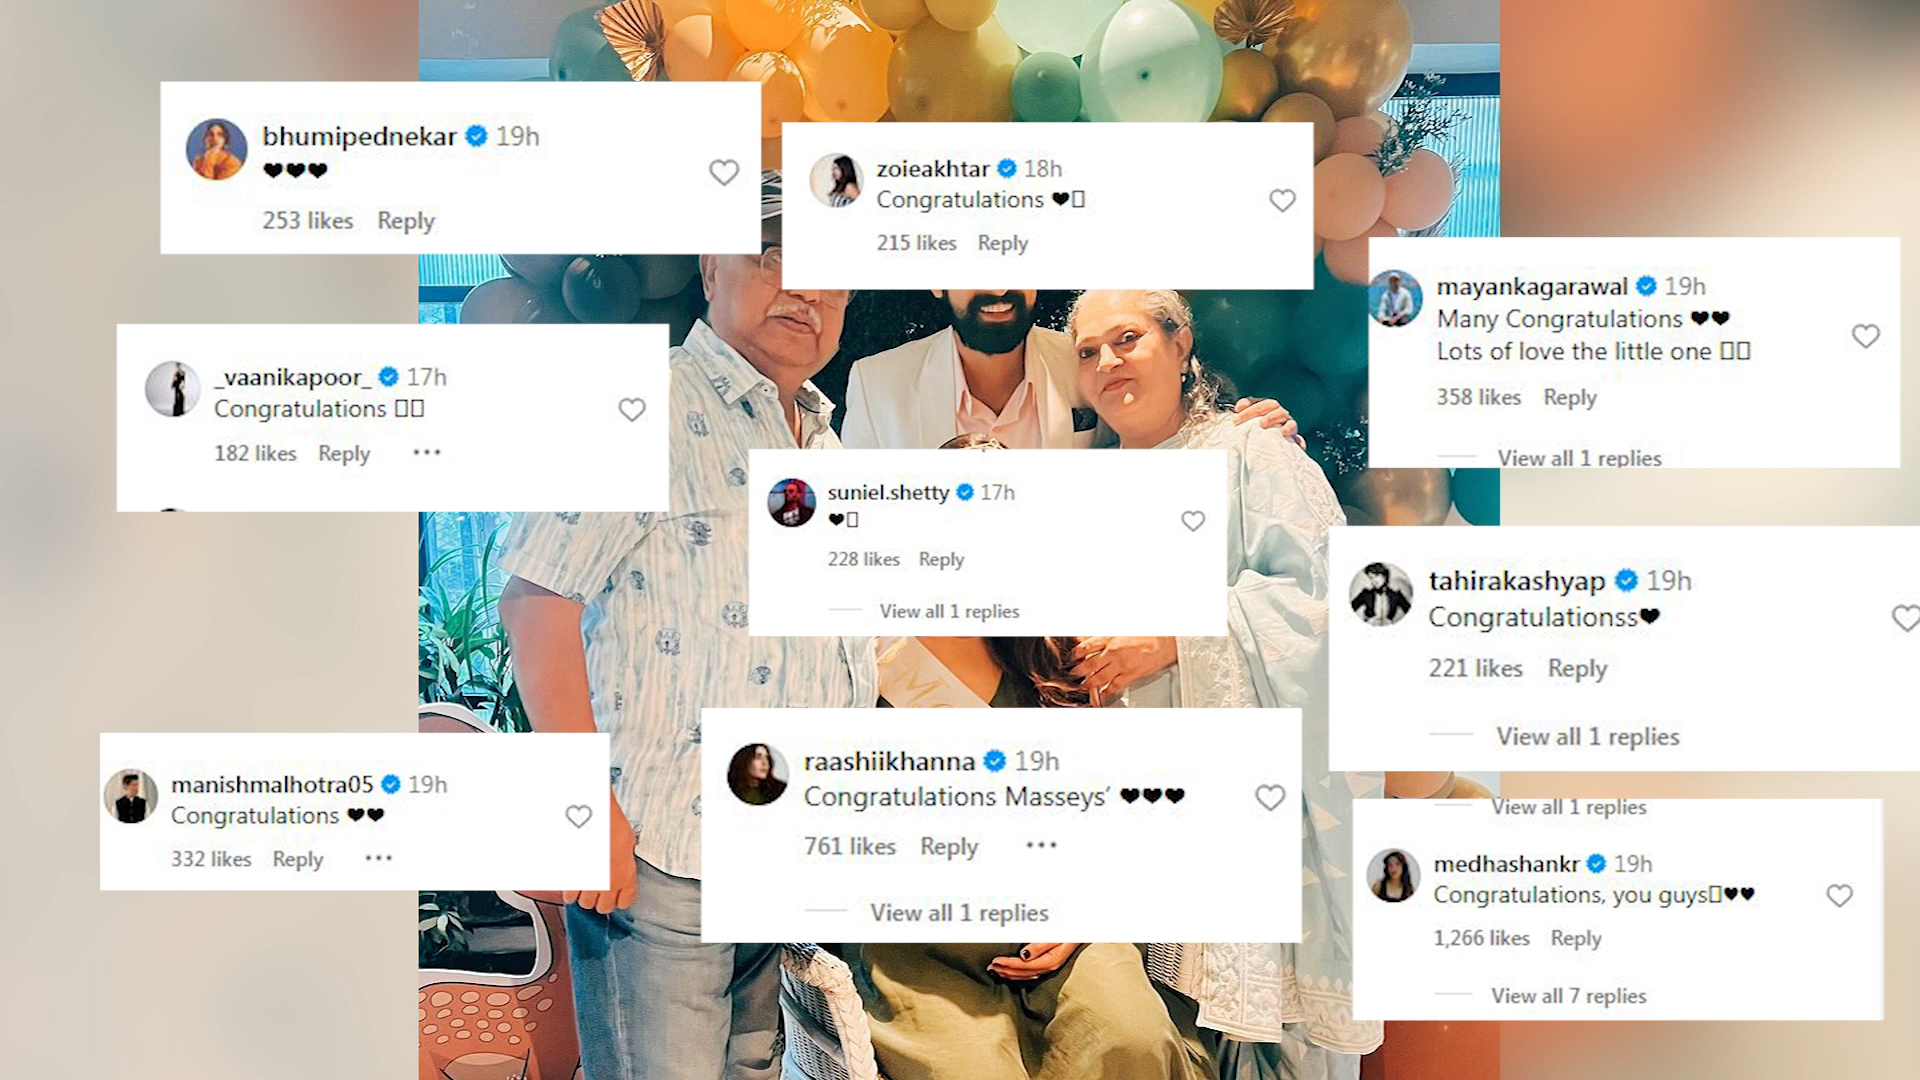 bhumipednekar 19h
❤❤❤
253 likes Reply
zoieakhtar 18h
Congratulations ❤▯
215 likes Reply
mayankagarawal 19h
Many Congratulations ❤❤
Lots of love the little one ▯▯
358 likes Reply
View all 1 replies
_vaanikapoor_ 17h
Congratulations ▯▯
182 likes Reply •••
suniel.shetty 17h
❤▯
228 likes Reply
View all 1 replies
tahirakashyap 19h
Congratulationss❤
221 likes Reply
View all 1 replies
manishmalhotra05 19h
Congratulations ❤❤
332 likes Reply •••
raashiikhanna 19h
Congratulations Masseys’ ❤❤❤
761 likes Reply •••
View all 1 replies
View all 1 replies
medhashankr 19h
Congratulations, you guys▯❤❤
1,266 likes Reply
View all 7 replies